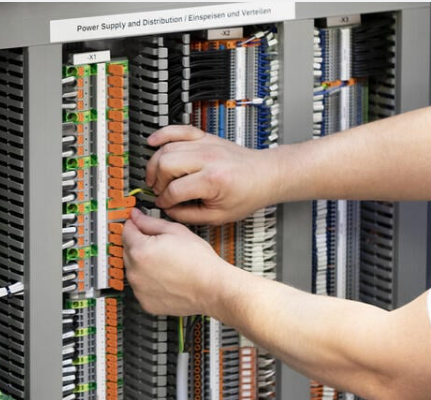 Power Supply and Distribution / Einspeisen und Verteilen
-X1
-X2
-X3